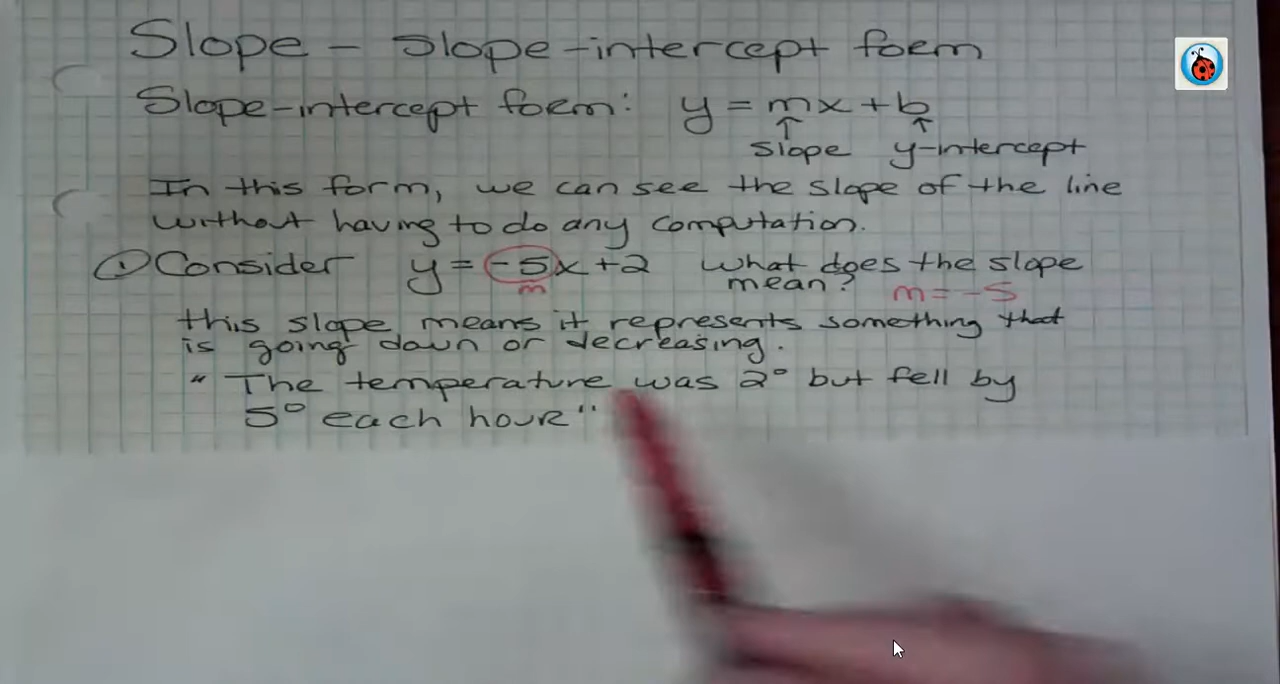 Slope - Slope-intercept form
Slope-intercept form: y = mx + b
↑ ↑
slope y-intercept
In this form, we can see the slope of the line
without having to do any computation.
① Consider y = -5x + 2 What does the slope
m mean? m = -5
this slope means it represents something that
is going down or decreasing.
" The temperature was 2° but fell by
5° each hour"